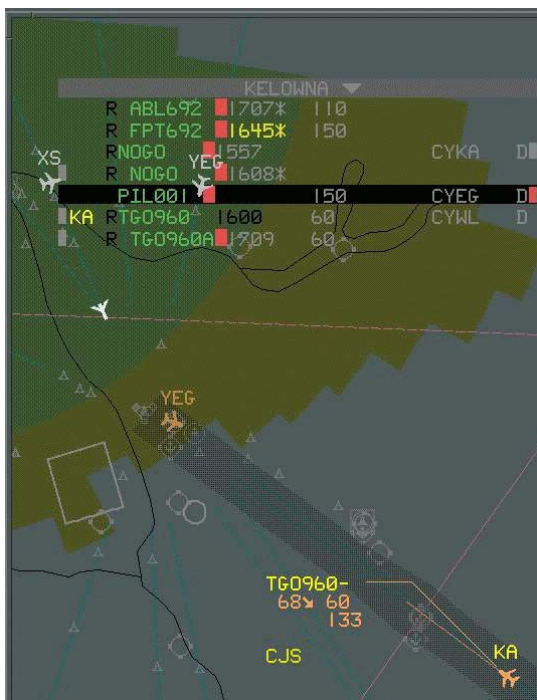 KELOWNA
R ABL692 1707* 110
R FPT692 1645* 150
RNOGO 1557 CYKA D
XS YEG
R NOGO 1608*
PIL001 150 CYEG D
KA RTGO960 1600 60 CYWL D
R TGO960A 1709 60
YEG
TGO960-
68↘ 60
133
CJS
KA